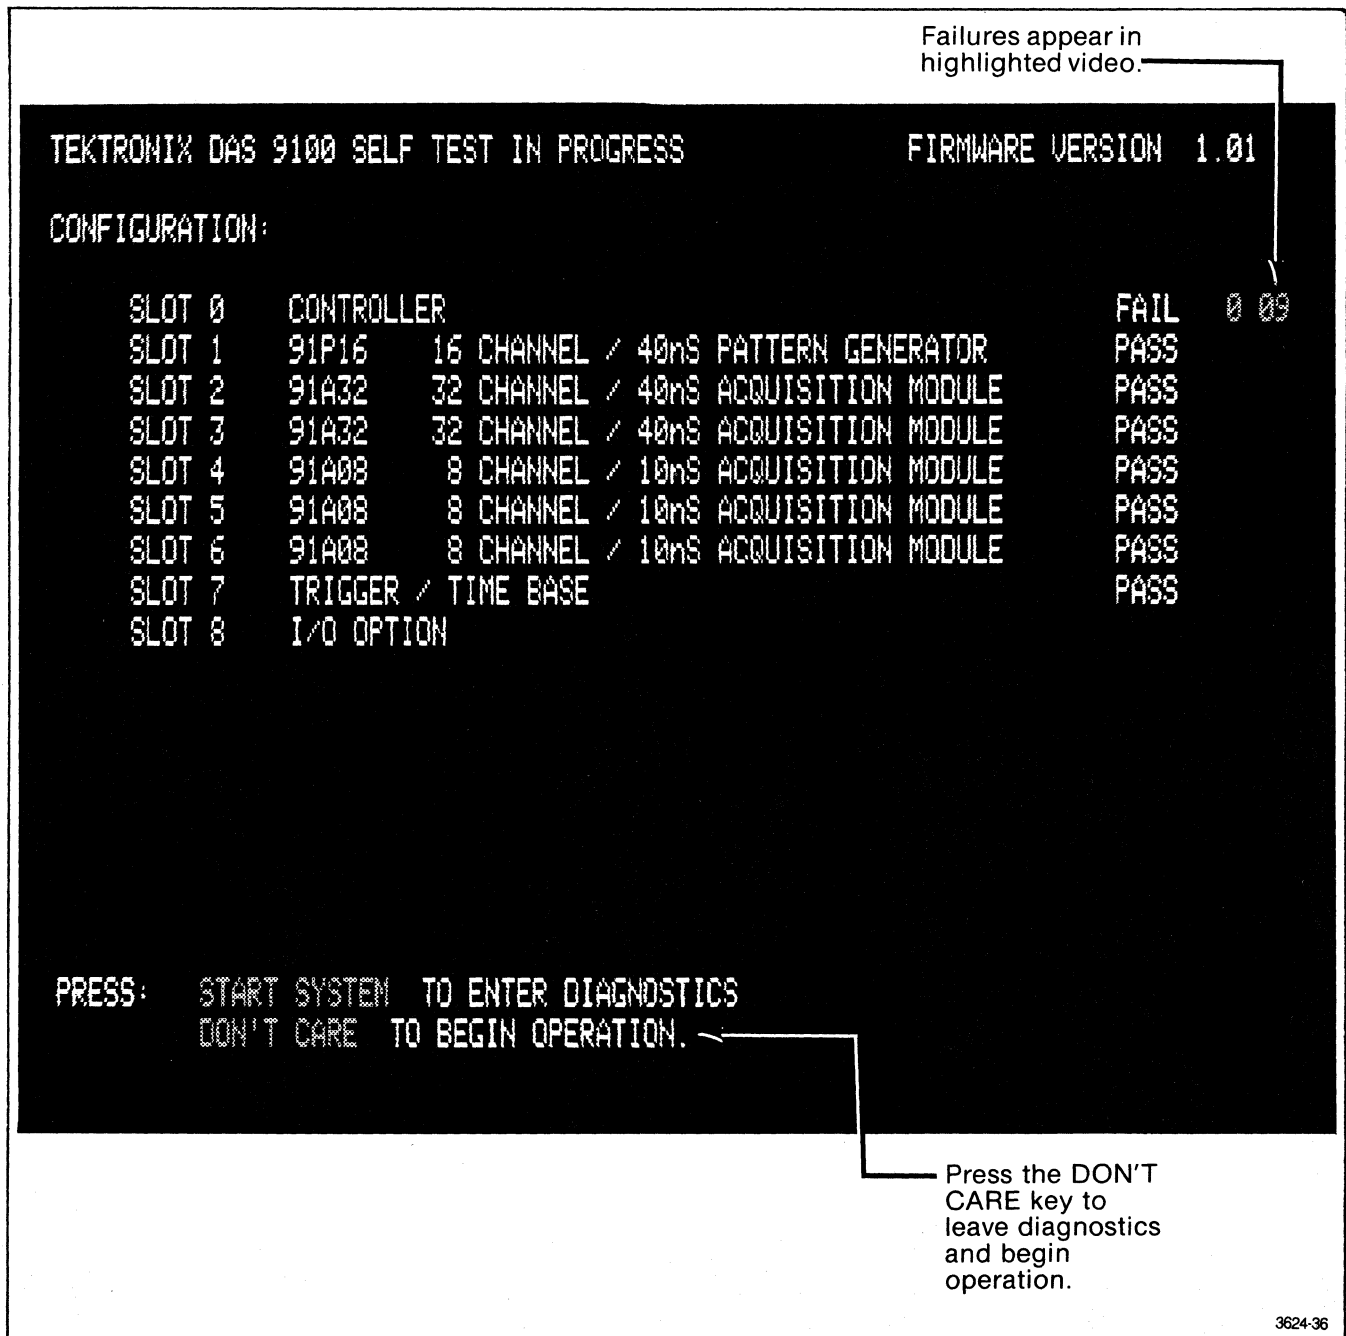 Failures appear in
highlighted video.
TEKTRONIX DAS 9100 SELF TEST IN PROGRESS FIRMWARE VERSION 1.01
CONFIGURATION:
SLOT 0 CONTROLLER FAIL 0 09
SLOT 1 91P16 16 CHANNEL / 40nS PATTERN GENERATOR PASS
SLOT 2 91A32 32 CHANNEL / 40nS ACQUISITION MODULE PASS
SLOT 3 91A32 32 CHANNEL / 40nS ACQUISITION MODULE PASS
SLOT 4 91A08 8 CHANNEL / 10nS ACQUISITION MODULE PASS
SLOT 5 91A08 8 CHANNEL / 10nS ACQUISITION MODULE PASS
SLOT 6 91A08 8 CHANNEL / 10nS ACQUISITION MODULE PASS
SLOT 7 TRIGGER / TIME BASE PASS
SLOT 8 I/O OPTION
PRESS: START SYSTEM TO ENTER DIAGNOSTICS
DON'T CARE TO BEGIN OPERATION.
Press the DON'T
CARE key to
leave diagnostics
and begin
operation.
3624-36